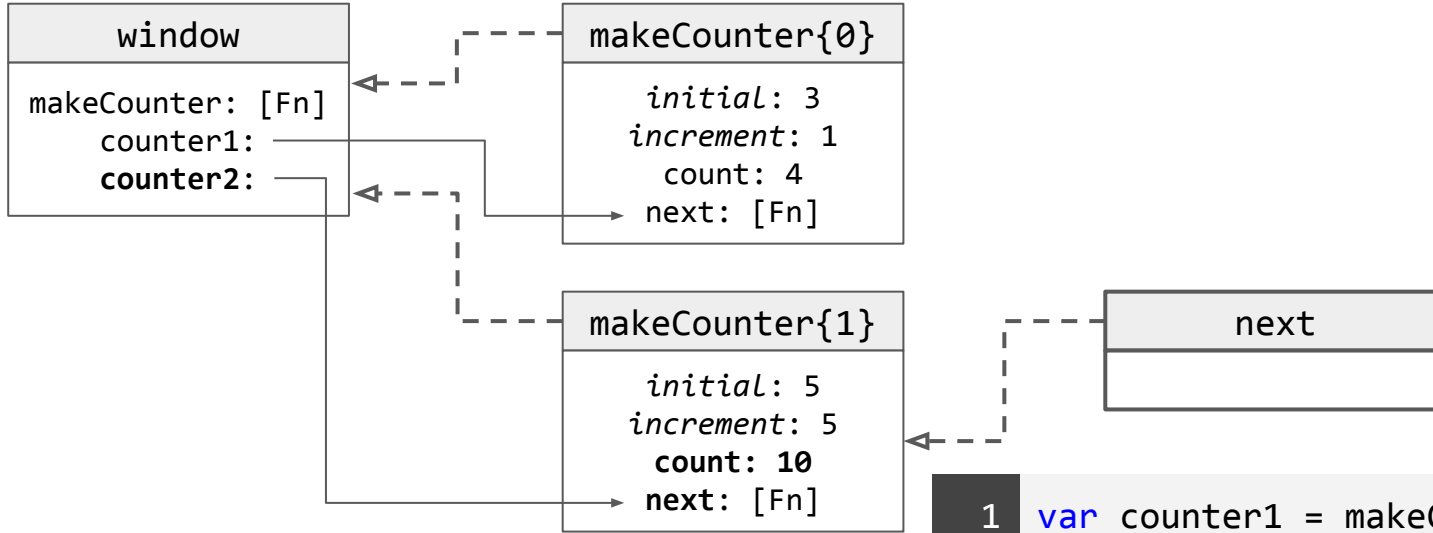 window
makeCounter: [Fn]
counter1:
counter2:
makeCounter{0}
initial: 3
increment: 1
count: 4
next: [Fn]
makeCounter{1}
initial: 5
increment: 5
count: 10
next: [Fn]
next
1 var counter1 =